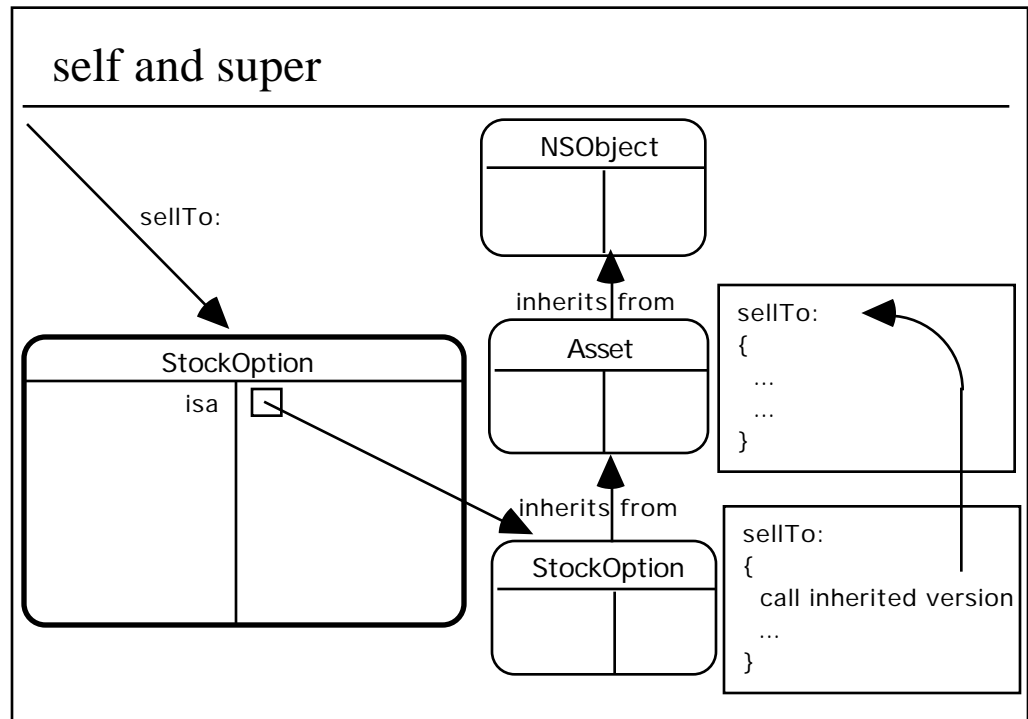 self and super
sellTo:
NSObject
inherits from
Asset
inherits from
StockOption
StockOption
isa
sellTo:
{
...
...
}
sellTo:
{
call inherited version
...
}